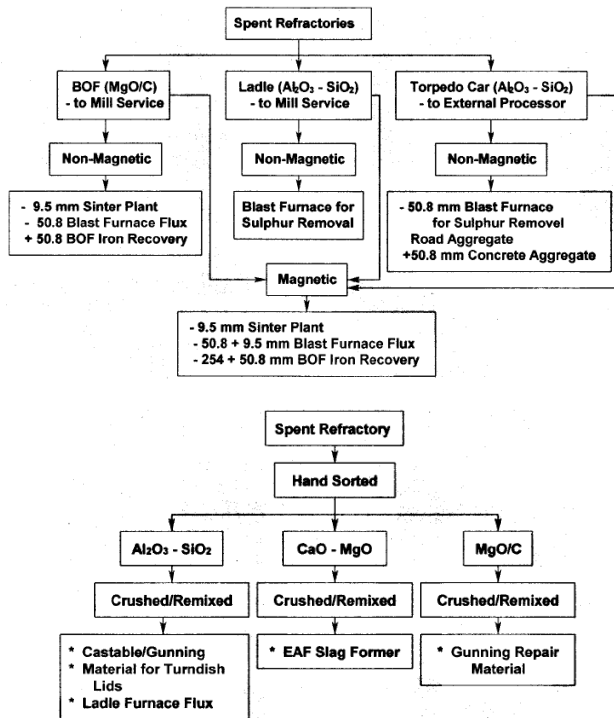 Spent Refractories
BOF (MgO/C)
- to Mill Service
Ladle (Al₂O₃ - SiO₂)
- to Mill Service
Torpedo Car (Al₂O₃ - SiO₂)
- to External Processor
Non-Magnetic
Non-Magnetic
Non-Magnetic
- 9.5 mm Sinter Plant
- 50.8 Blast Furnace Flux
+ 50.8 BOF Iron Recovery
Blast Furnace for
Sulphur Removal
- 50.8 mm Blast Furnace
for Sulphur Removel
Road Aggregate
+50.8 mm Concrete Aggregate
Magnetic
- 9.5 mm Sinter Plant
- 50.8 + 9.5 mm Blast Furnace Flux
- 254 + 50.8 mm BOF Iron Recovery
Spent Refractory
Hand Sorted
Al₂O₃ - SiO₂
CaO - MgO
MgO/C
Crushed/Remixed
Crushed/Remixed
Crushed/Remixed
* Castable/Gunning
* Material for Turndish
Lids
* Ladle Furnace Flux
* EAF Slag Former
* Gunning Repair
Material